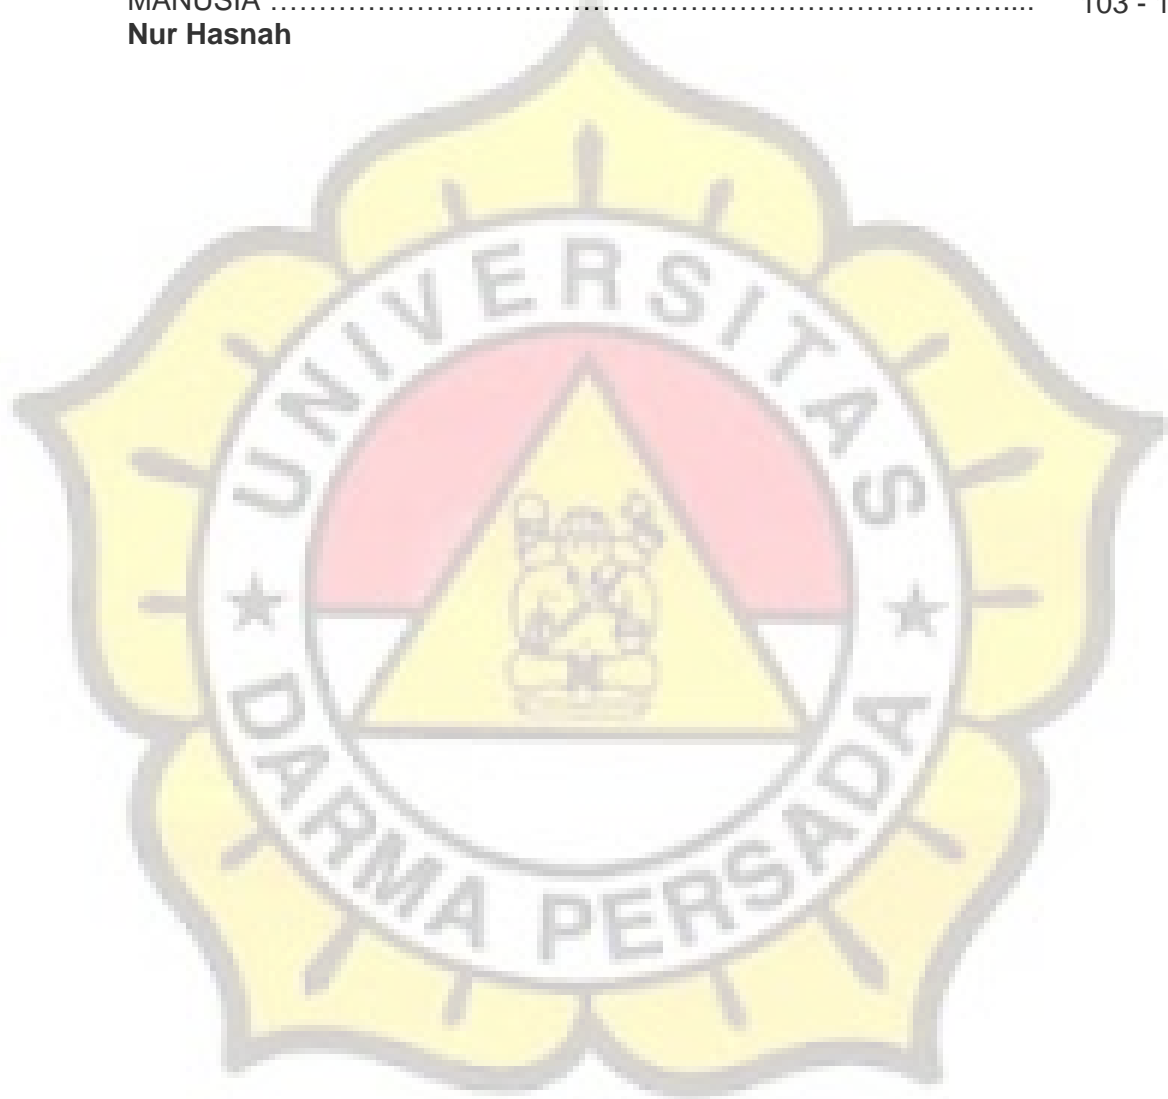 MANUSIA ………………………………………………………………….... 103 - 1
Nur Hasnah
UNIVERSITAS
★ DARMA PERSADA ★